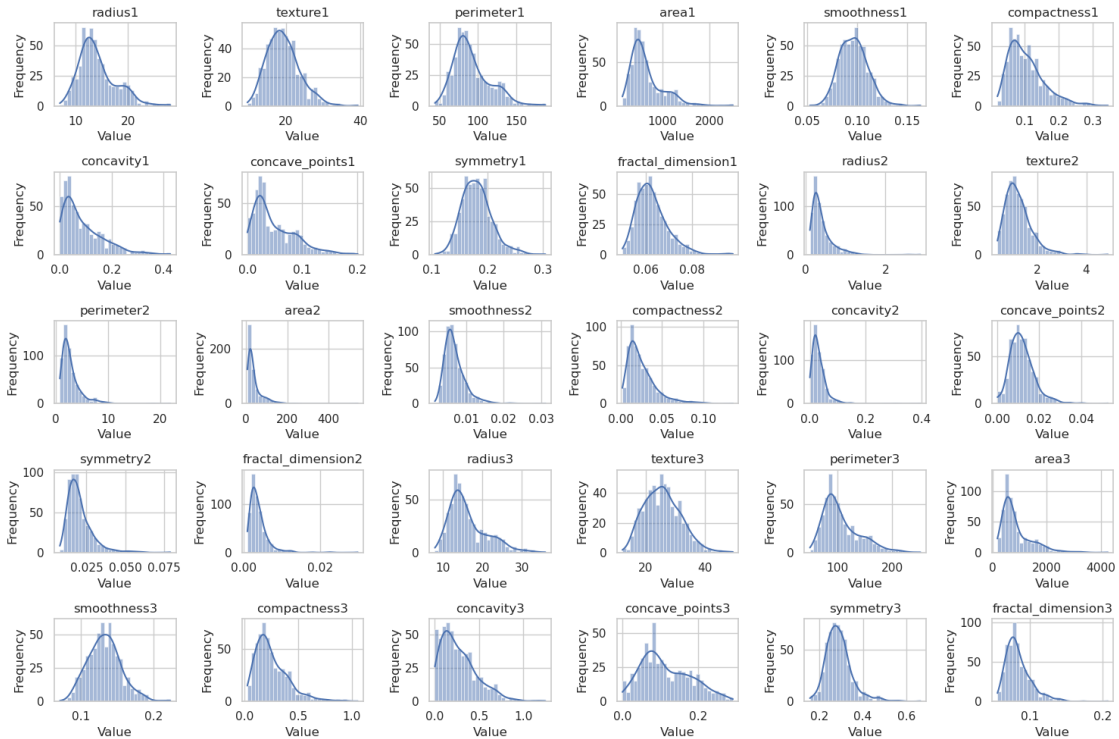 radius1 texture1 perimeter1 area1 smoothness1 compactness1
Frequency Frequency Frequency Frequency Frequency Frequency
50 40 50 50 50 50
25 20 25 25 25
0 0 0 0 0 0
10 20 20 40 50 100 150 1000 2000 0.05 0.10 0.15 0.1 0.2 0.3
Value Value Value Value Value Value
concavity1 concave_points1 symmetry1 fractal_dimension1 radius2 texture2
Frequency Frequency Frequency Frequency Frequency Frequency
50 50 50 50 100 50
25 25
0 0 0 0 0 0
0.0 0.2 0.4 0.0 0.1 0.2 0.1 0.2 0.3 0.06 0.08 0 2 2 4
Value Value Value Value Value Value
perimeter2 area2 smoothness2 compactness2 concavity2 concave_points2
Frequency Frequency Frequency Frequency Frequency Frequency
100 200 100 50 100 75 50 25 100 50
0 0 0 0 0 0
0 10 20 0 200 400 0.01 0.02 0.03 0.00 0.05 0.10 0.0 0.2 0.4 0.00 0.02 0.04
Value Value Value Value Value Value
symmetry2 fractal_dimension2 radius3 texture3 perimeter3 area3
Frequency Frequency Frequency Frequency Frequency Frequency
100 50 100 50 40 20 50 100 50
0 0 0 0 0 0
0.025 0.050 0.075 0.00 0.02 10 20 30 20 40 100 200 0 2000 4000
Value Value Value Value Value Value
smoothness3 compactness3 concavity3 concave_points3 symmetry3 fractal_dimension3
Frequency Frequency Frequency Frequency Frequency Frequency
50 25 50 50 25 50 25 75 50 25 100 75 50 25
0 0 0 0 0 0
0.1 0.2 0.0 0.5 1.0 0.0 0.5 1.0 0.0 0.2 0.2 0.4 0.6 0.1 0.2
Value Value Value Value Value Value